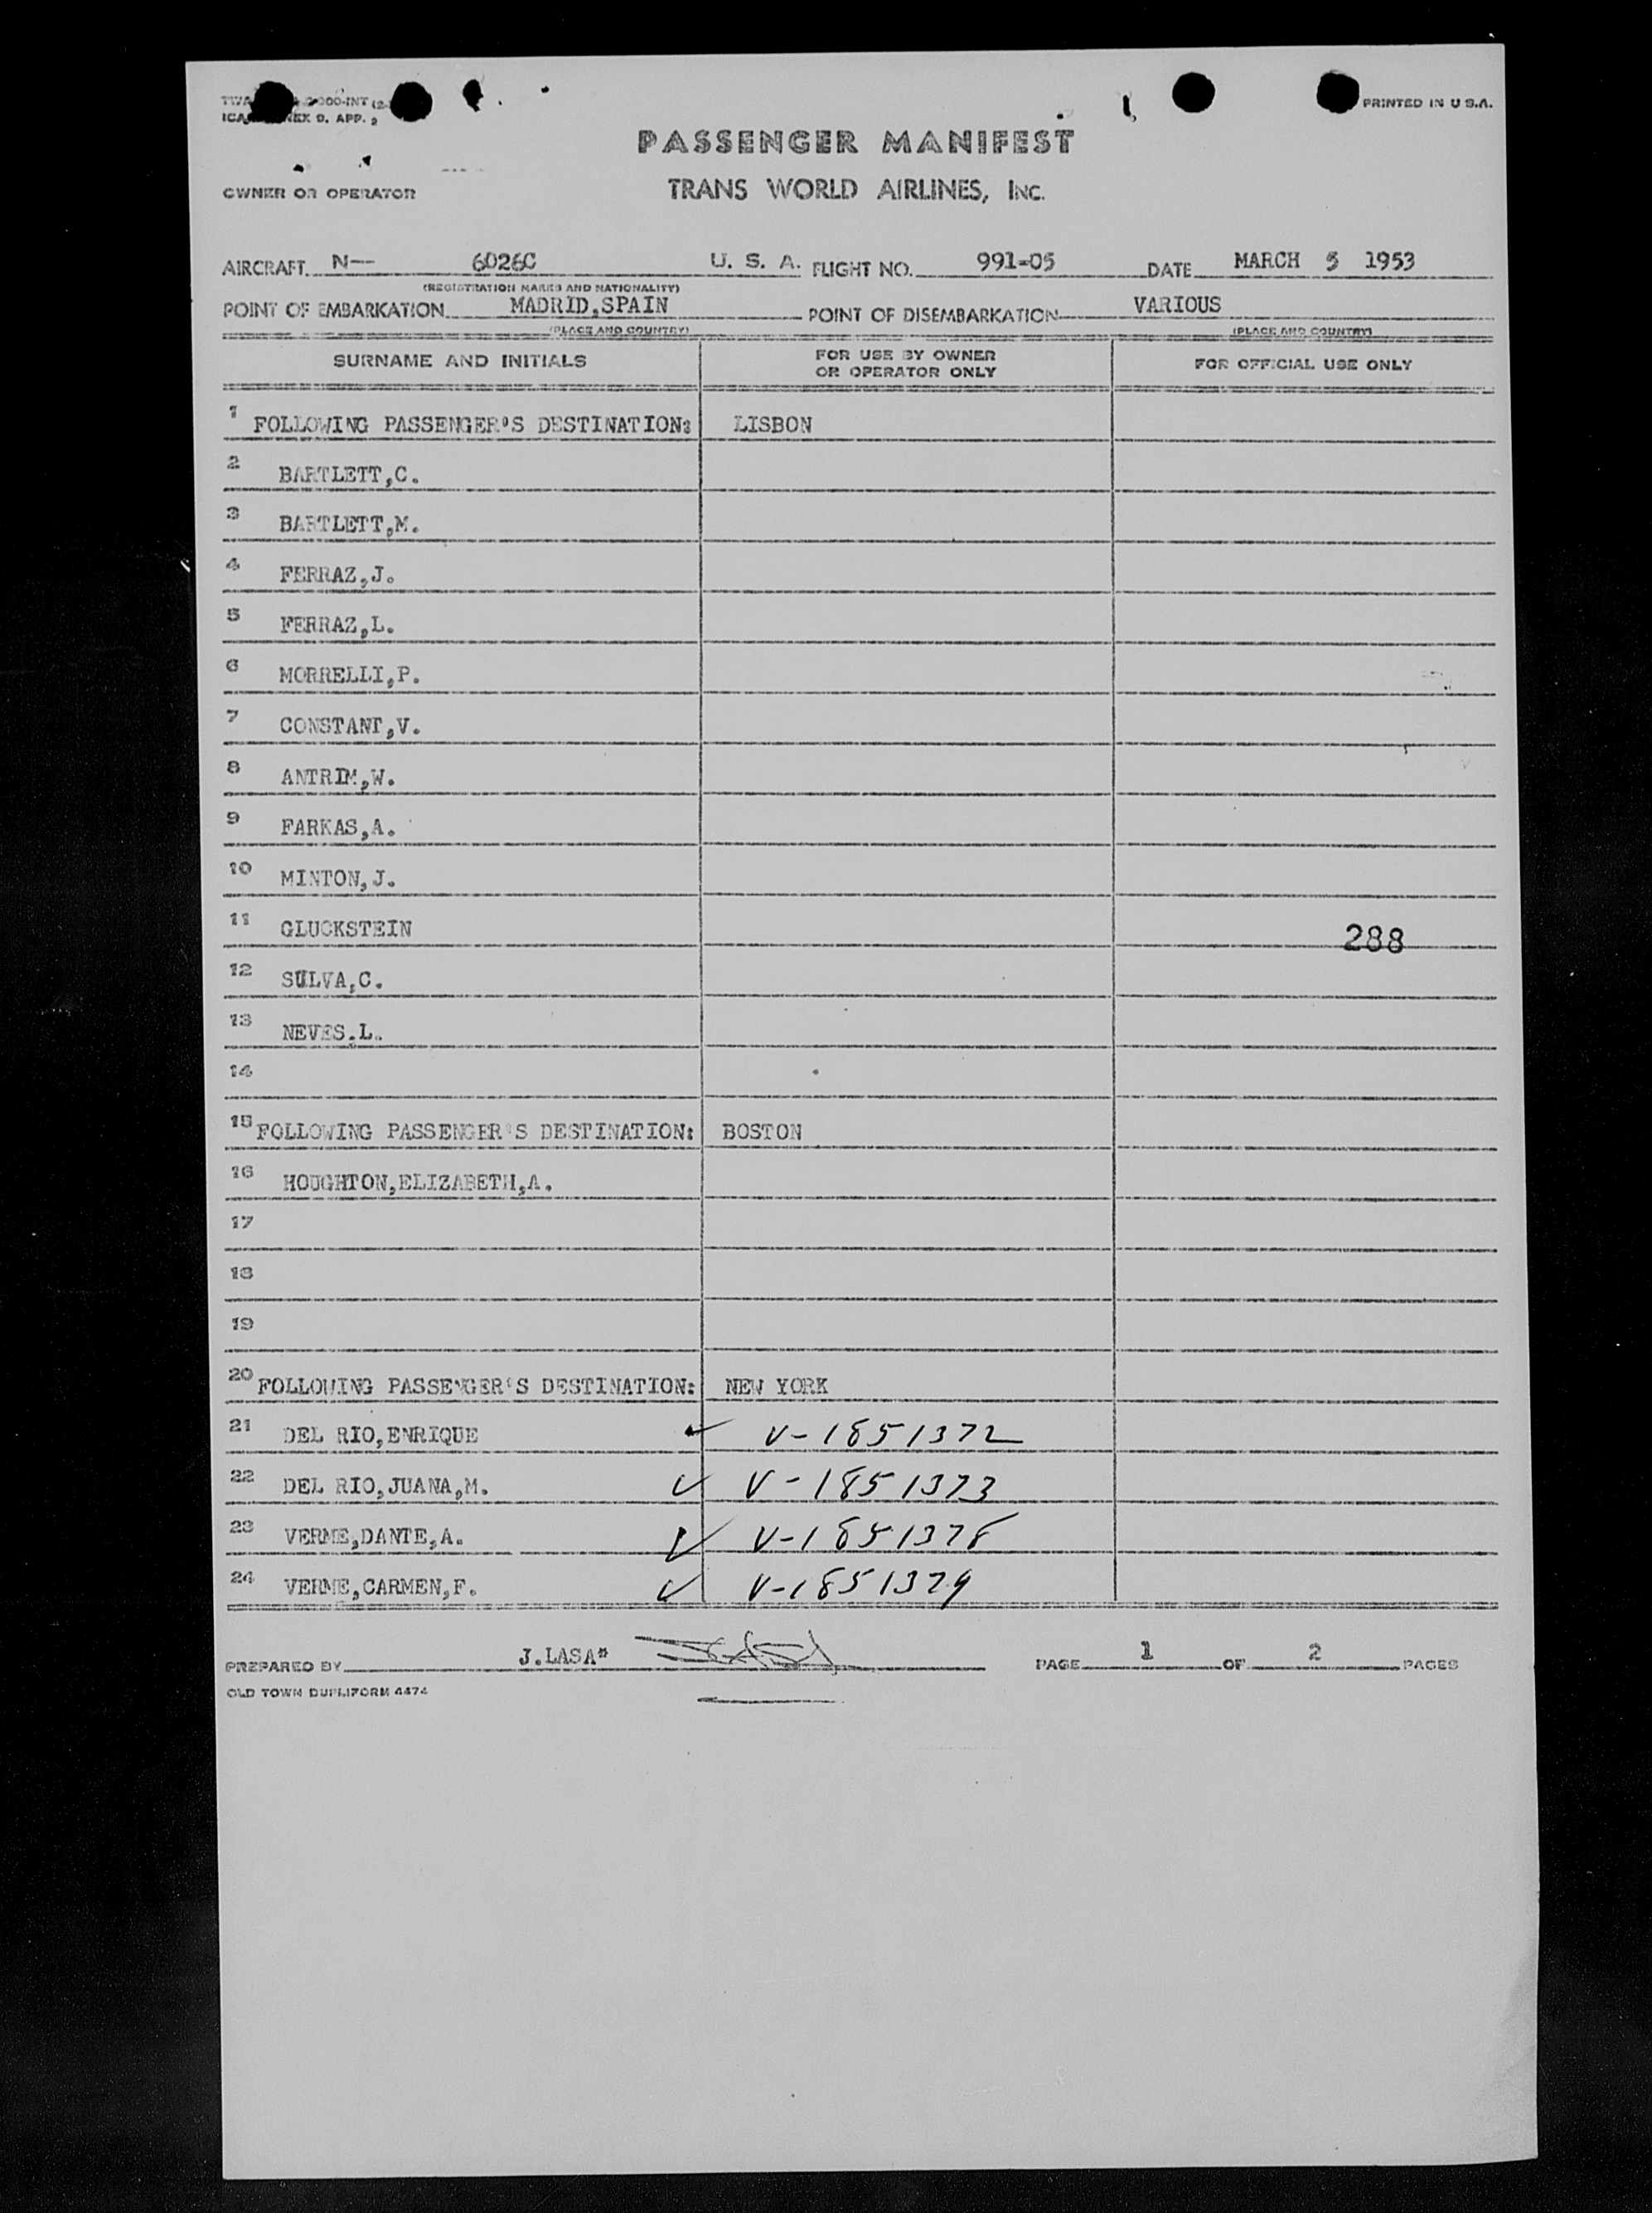 PRINTED IN U.S.A.
APP. 2
PASSENGER MANIFEST
OWNER OR OPERATOR TRANS WORLD AIRLINES, INC.
AIRCRAFT N-- 6026C U. S. A. FLIGHT NO. 991-05 DATE MARCH 5 1953
(REGISTRATION MARKS AND NATIONALITY)
POINT OF EMBARKATION MADRID,SPAIN POINT OF DISEMBARKATION VARIOUS
(PLACE AND COUNTRY) (PLACE AND COUNTRY)
SURNAME AND INITIALS FOR USE BY OWNER OR OPERATOR ONLY FOR OFFICIAL USE ONLY
1 FOLLOWING PASSENGER'S DESTINATION: LISBON
2 BARTLETT,C.
3 BARTLETT,M.
4 FERRAZ,J.
5 FERRAZ,L.
6 MORRELLI,P.
7 CONSTANT,V.
8 ANTRIM,W.
9 FARKAS,A.
10 MINTON,J.
11 GLUCKSTEIN 288
12 C.
13 NEVES.L.
14
15 FOLLOWING PASSENGER'S DESTINATION: BOSTON
16 HOUGHTON,ELIZABETH,A.
17
18
19
20 FOLLOWING PASSENGER'S DESTINATION: NEW YORK
21 DEL RIO,ENRIQUE ✓ V-1851372
22 DEL RIO,JUANA,M. ✓ V-1851373
23 VERME,DANTE,A. ✓ V-1851378
24 VERME,CARMEN,F. ✓ V-1851379
PREPARED BY J.LASA PAGE 1 OF 2 PAGES
OLD TOWN DUPLIFORM 4474